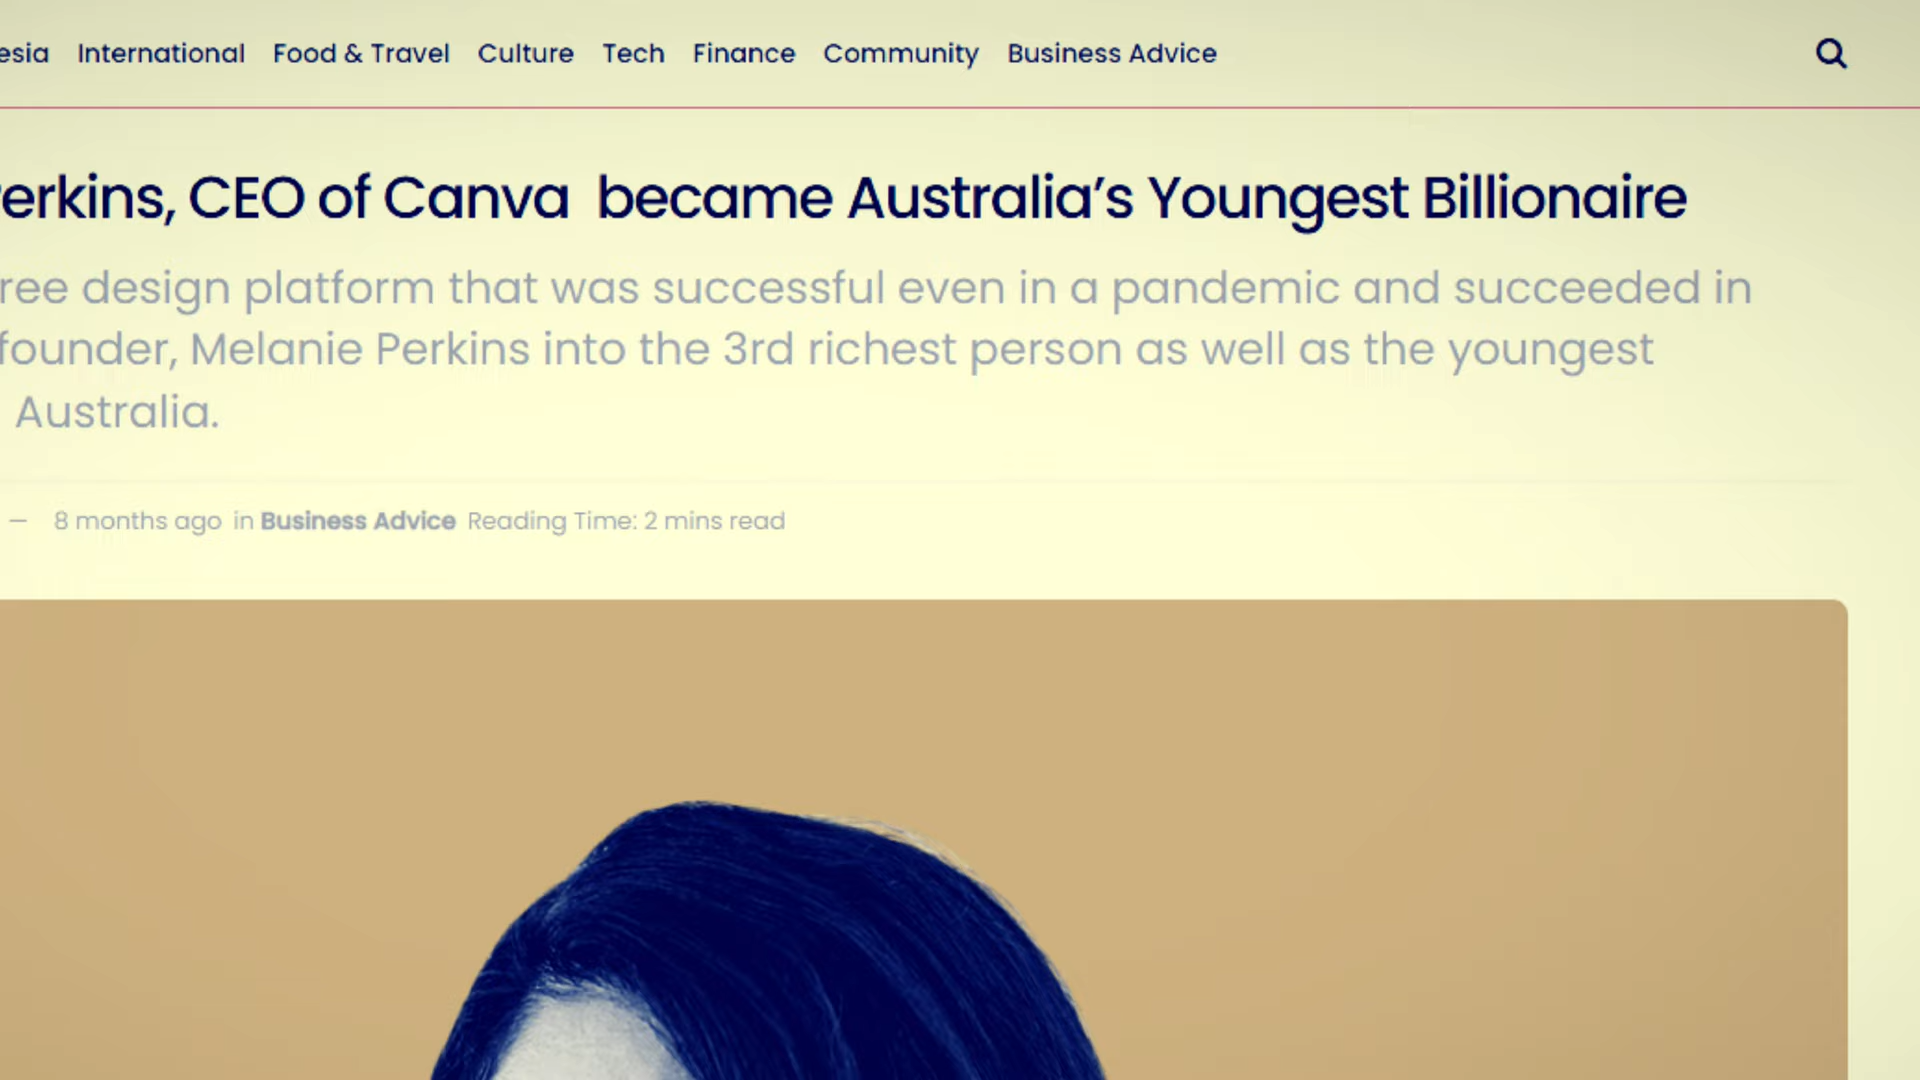 esia International Food & Travel Culture Tech Finance Community Business Advice
erkins, CEO of Canva became Australia's Youngest Billionaire
ree design platform that was successful even in a pandemic and succeeded in
founder, Melanie Perkins into the 3rd richest person as well as the youngest
Australia.
— 8 months ago in Business Advice Reading Time: 2 mins read